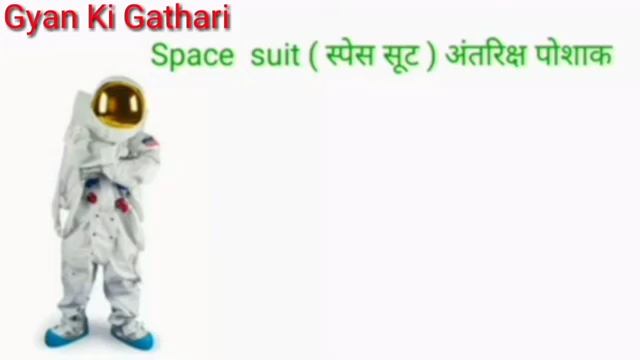 Gyan Ki Gathari
Space suit ( स्पेस सूट ) अंतरिक्ष पोशाक